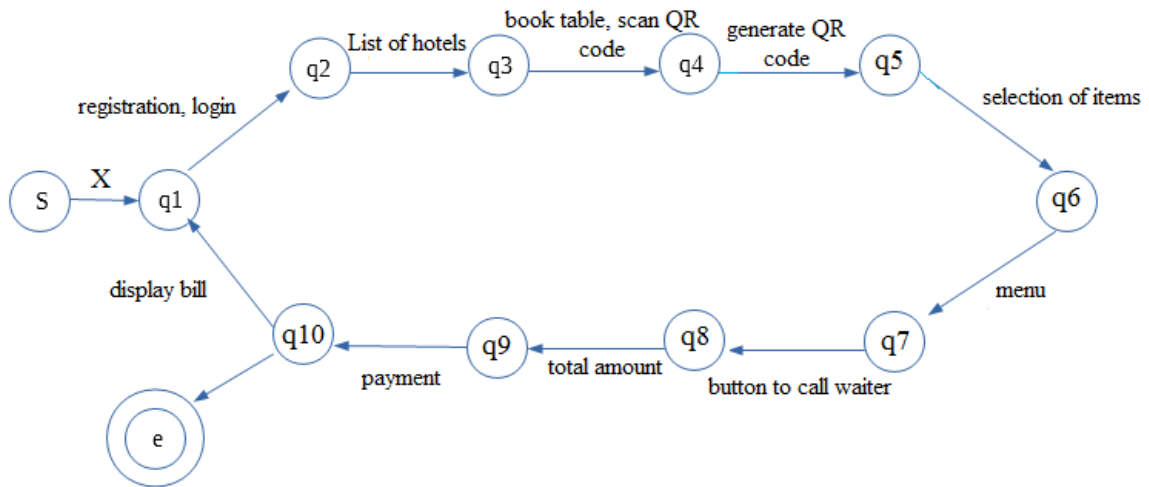 book table, scan QR
code
generate QR
code
List of hotels
q2
q3
q4
q5
registration, login
selection of items
X
S
q1
q6
display bill
menu
q10
q9
q8
q7
total amount
payment
button to call waiter
e